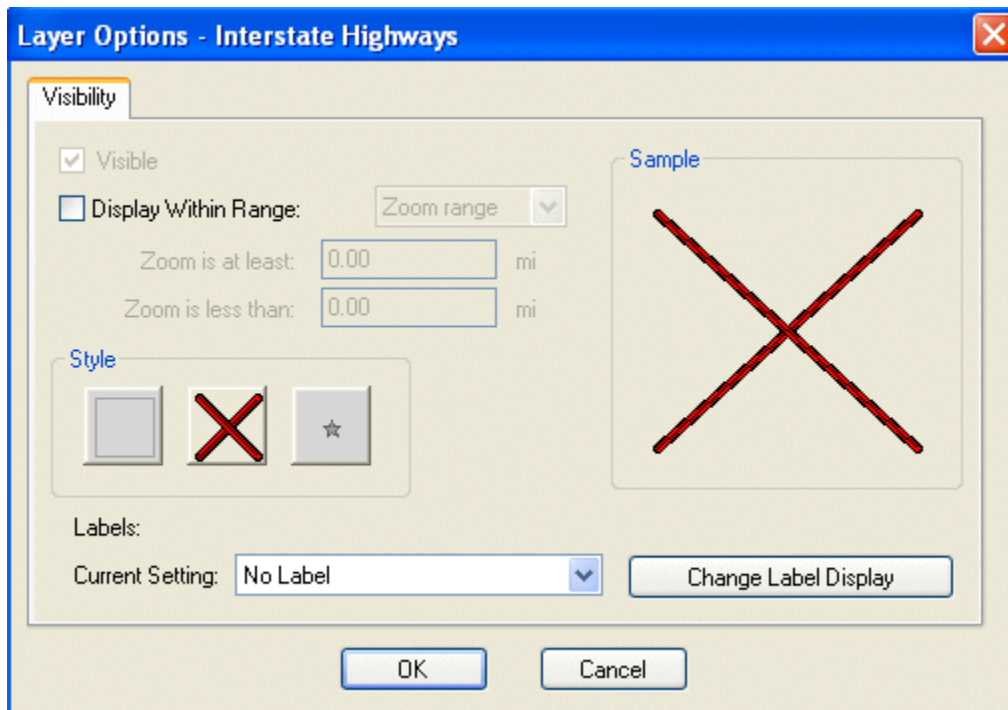 Layer Options - Interstate Highways
Visibility
Visible
Display Within Range: Zoom range
Zoom is at least: 0.00 mi
Zoom is less than: 0.00 mi
Sample
Style
Labels:
Current Setting: No Label Change Label Display
OK Cancel